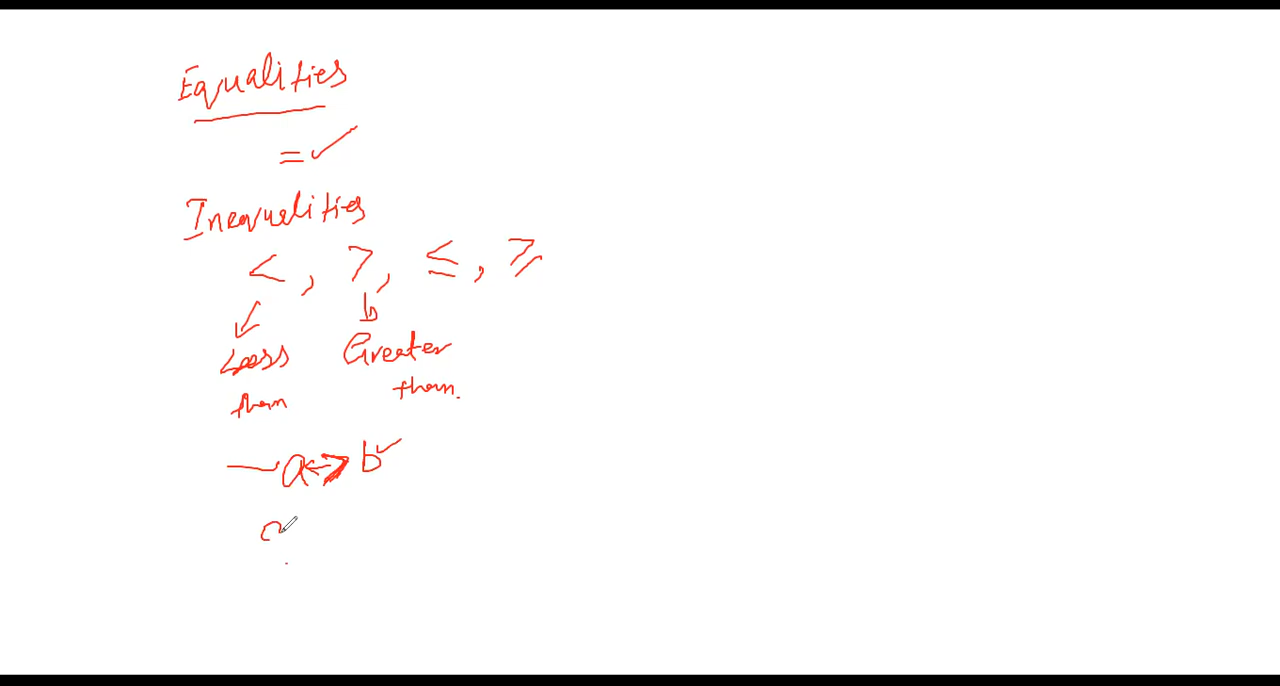 Equalities
= ✓
Inequalities
< , > , ≤ , ≥
Less Greater
than than.
a > b ✓
a